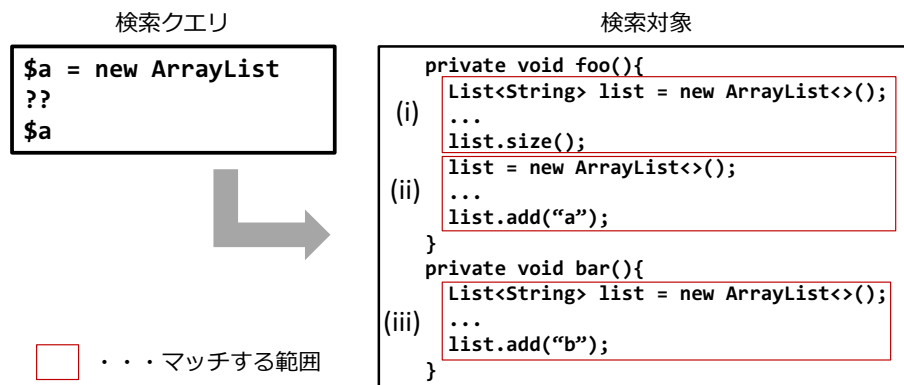 検索クエリ
$a = new ArrayList
??
$a
検索対象
private void foo(){
(i)
List<String> list = new ArrayList<>();
...
list.size();
(ii)
list = new ArrayList<>();
...
list.add(“a”);
}
private void bar(){
(iii)
List<String> list = new ArrayList<>();
...
list.add(“b”);
}
・・・マッチする範囲